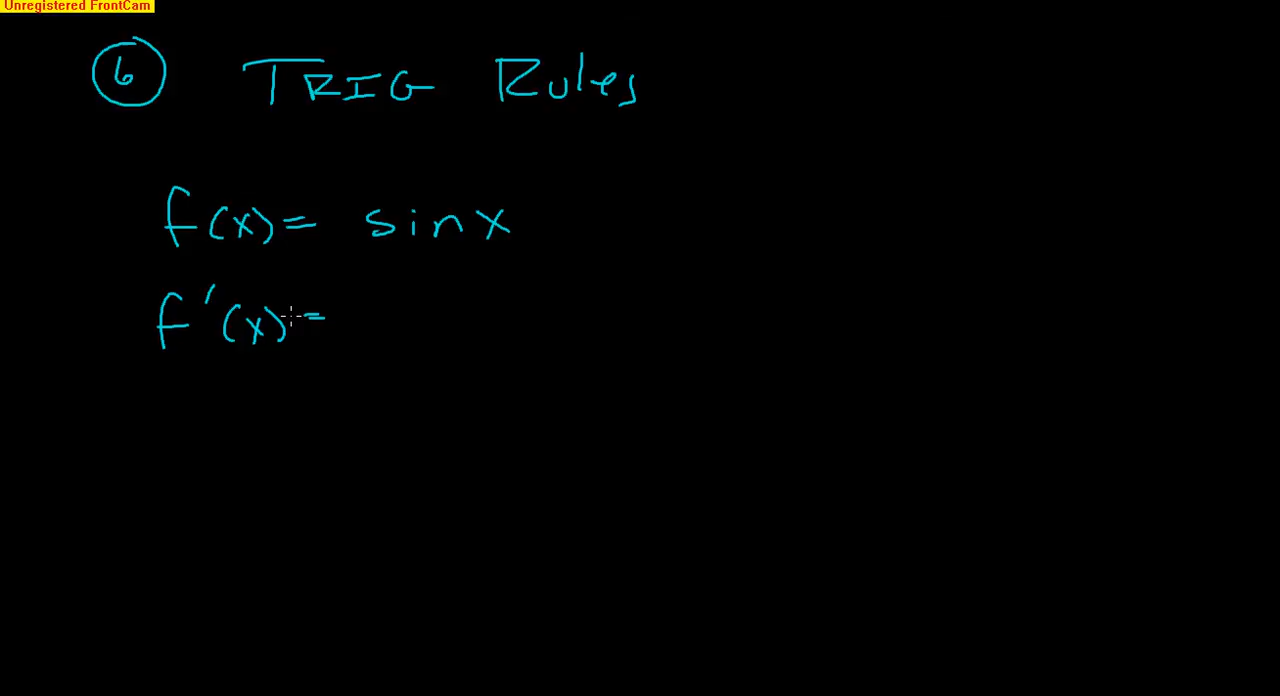 Unregistered FrontCam
6 TRIG Rules
f(x)= sinx
f'(x)=